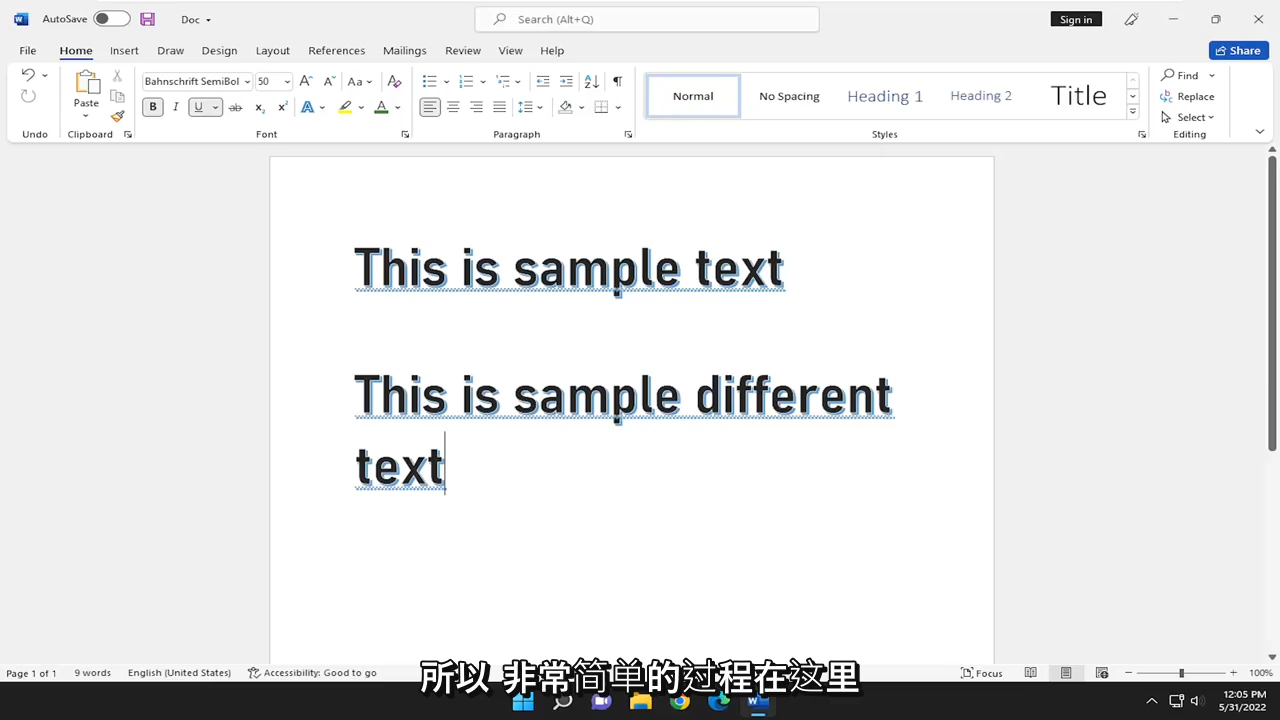 AutoSave
Doc
Search (Alt+Q)
Sign in
File Home Insert Draw Design Layout References Mailings Review View Help
Share
Bahnschrift SemiBol 50 Aa
Find
Paste
Normal No Spacing Heading 1 Heading 2 Title
Replace
B I U ab x₂ x² A A
Select
Undo Clipboard Font Paragraph Styles Editing
This is sample text
This is sample different
text
Page 1 of 1 9 words English (United States) Accessibility: Good to go Focus 100%
所以 非常简单的过程在这里
12:05 PM
5/31/2022